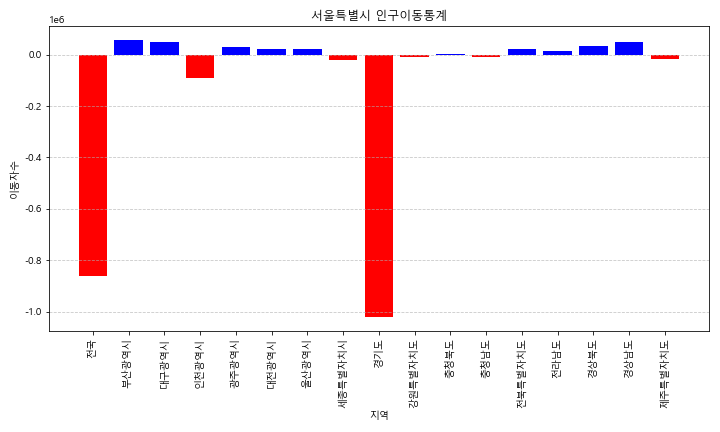 서울특별시 인구이동통계
1e6
0.0
-0.2
-0.4
-0.6
-0.8
-1.0
이동자수
전국
부산광역시
대구광역시
인천광역시
광주광역시
대전광역시
울산광역시
세종특별자치시
경기도
강원특별자치도
충청북도
충청남도
전북특별자치도
전라남도
경상북도
경상남도
제주특별자치도
지역